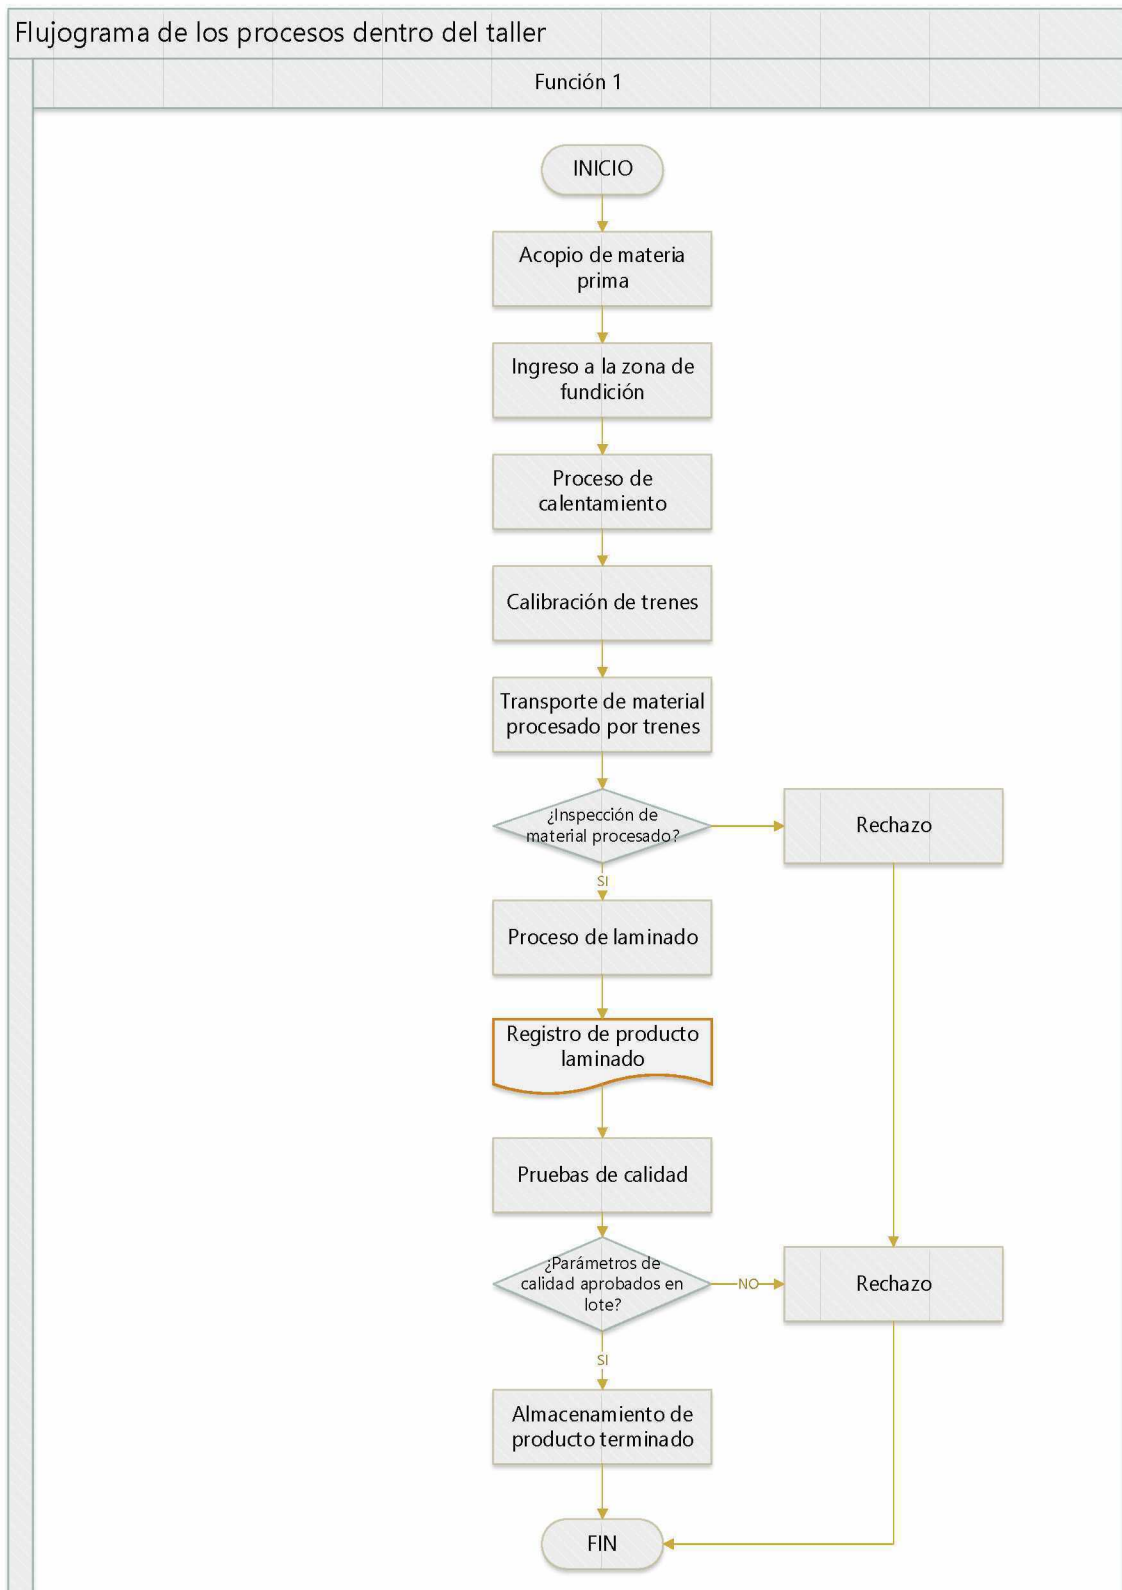 Flujograma de los procesos dentro del taller
Función 1
INICIO
Acopio de materia
prima
Ingreso a la zona de
fundición
Proceso de
calentamiento
Calibración de trenes
Transporte de material
procesado por trenes
¿Inspección de
material procesado?
Rechazo
SI
Proceso de laminado
Registro de producto
laminado
Pruebas de calidad
¿Parámetros de
calidad aprobados en
lote?
NO
Rechazo
SI
Almacenamiento de
producto terminado
FIN